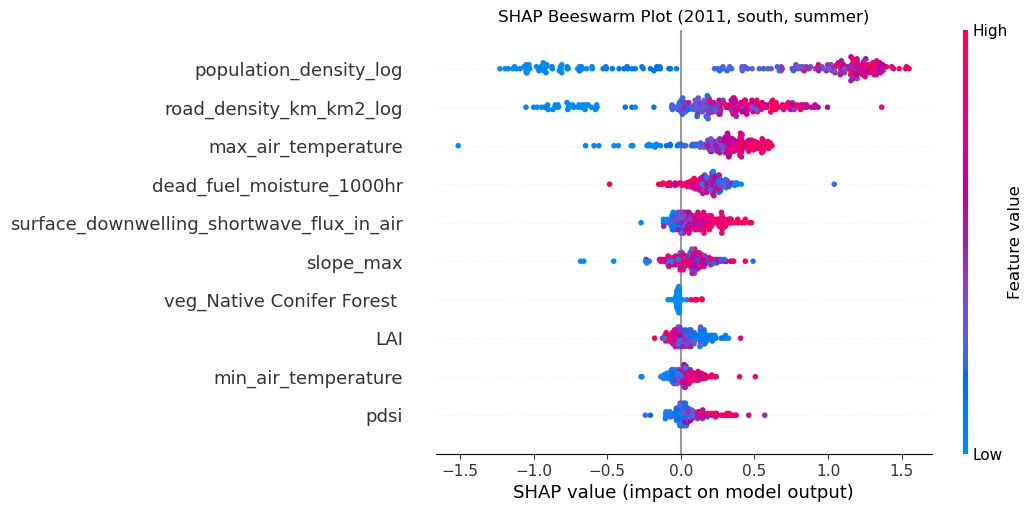 SHAP Beeswarm Plot (2011, south, summer)
High
population_density_log
road_density_km_km2_log
max_air_temperature
dead_fuel_moisture_1000hr
surface_downwelling_shortwave_flux_in_air
slope_max
veg_Native Conifer Forest
LAI
min_air_temperature
pdsi
Feature value
Low
−1.5 −1.0 −0.5 0.0 0.5 1.0 1.5
SHAP value (impact on model output)